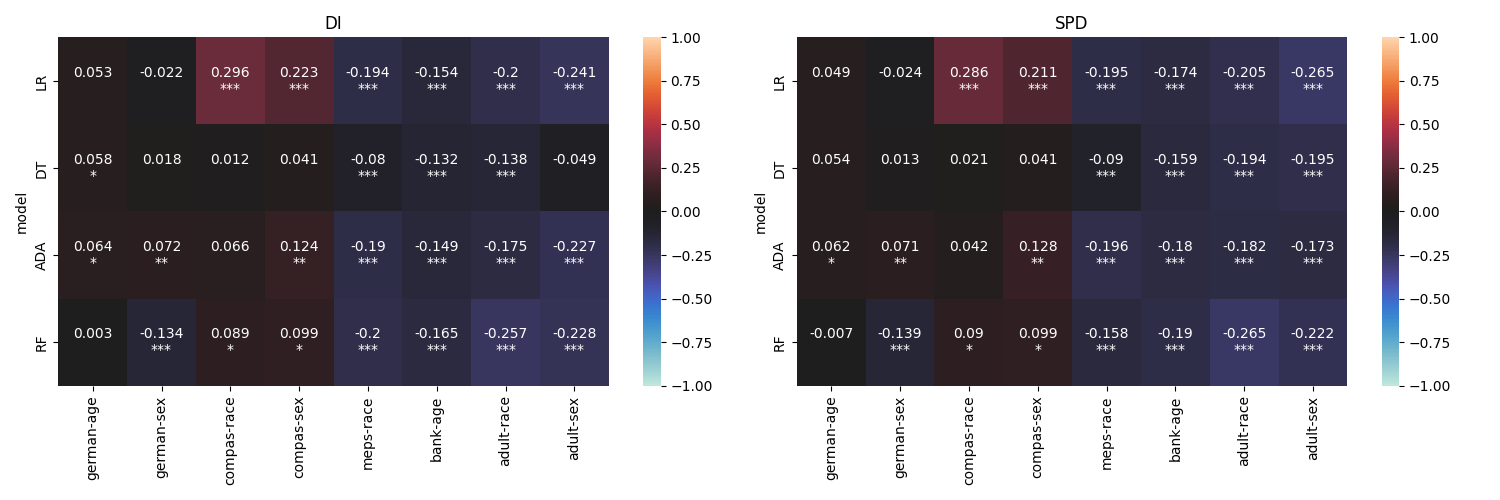 DI
LR
0.053 -0.022 0.296 0.223 -0.194 -0.154 -0.2 -0.241
*** *** *** *** *** ***
DT
0.058 0.018 0.012 0.041 -0.08 -0.132 -0.138 -0.049
* *** *** ***
model
ADA
0.064 0.072 0.066 0.124 -0.19 -0.149 -0.175 -0.227
* ** ** *** *** *** ***
RF
0.003 -0.134 0.089 0.099 -0.2 -0.165 -0.257 -0.228
*** * * *** *** *** ***
german-age
german-sex
compas-race
compas-sex
meps-race
bank-age
adult-race
adult-sex
1.00
0.75
0.50
0.25
0.00
−0.25
−0.50
−0.75
−1.00
SPD
LR
0.049 -0.024 0.286 0.211 -0.195 -0.174 -0.205 -0.265
*** *** *** *** *** ***
DT
0.054 0.013 0.021 0.041 -0.09 -0.159 -0.194 -0.195
*** *** *** ***
model
ADA
0.062 0.071 0.042 0.128 -0.196 -0.18 -0.182 -0.173
* ** ** *** *** *** ***
RF
-0.007 -0.139 0.09 0.099 -0.158 -0.19 -0.265 -0.222
*** * * *** *** *** ***
german-age
german-sex
compas-race
compas-sex
meps-race
bank-age
adult-race
adult-sex
1.00
0.75
0.50
0.25
0.00
−0.25
−0.50
−0.75
−1.00